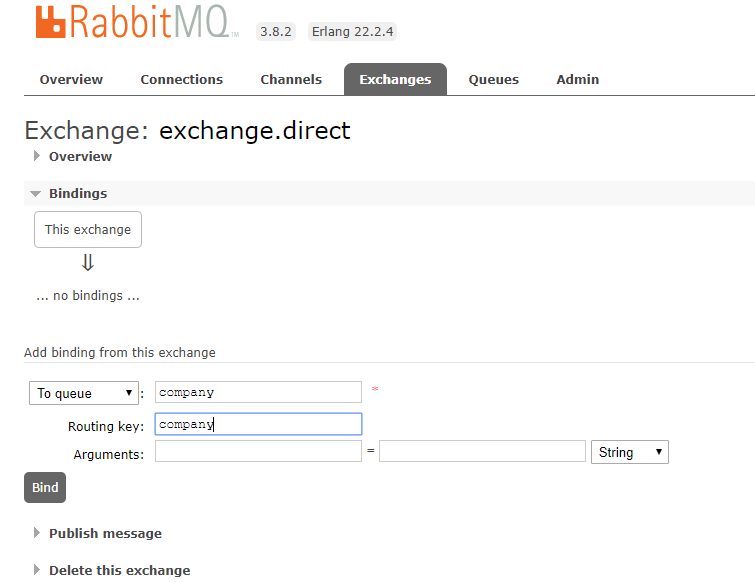 RabbitMQ TM 3.8.2 Erlang 22.2.4
Overview Connections Channels Exchanges Queues Admin
Exchange: exchange.direct
Overview
Bindings
This exchange
⇓
... no bindings ...
Add binding from this exchange
To queue : company *
Routing key: company
Arguments: = String
Bind
Publish message
Delete this exchange